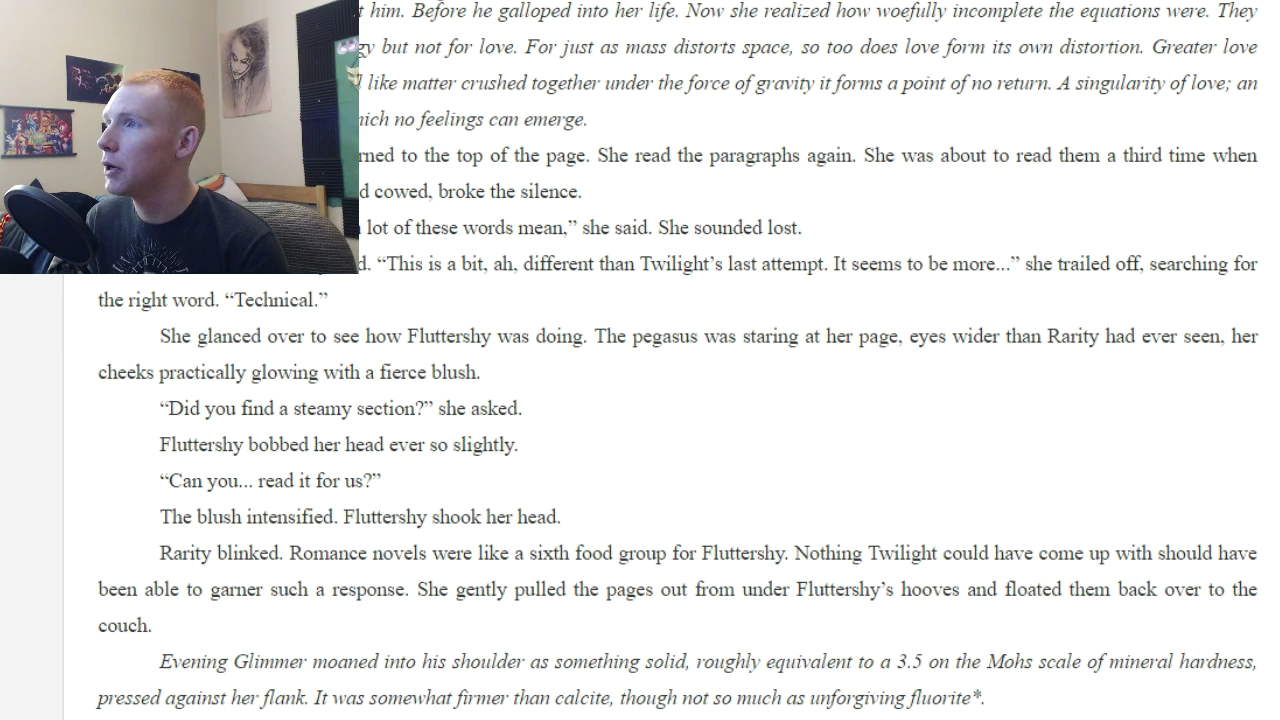 t him. Before he galloped into her life. Now she realized how woefully incomplete the equations were. They
gy but not for love. For just as mass distorts space, so too does love form its own distortion. Greater love
like matter crushed together under the force of gravity it forms a point of no return. A singularity of love; an
hich no feelings can emerge.
rned to the top of the page. She read the paragraphs again. She was about to read them a third time when
d cowed, broke the silence.
lot of these words mean,” she said. She sounded lost.
d. “This is a bit, ah, different than Twilight’s last attempt. It seems to be more...” she trailed off, searching for
the right word. “Technical.”
She glanced over to see how Fluttershy was doing. The pegasus was staring at her page, eyes wider than Rarity had ever seen, her
cheeks practically glowing with a fierce blush.
“Did you find a steamy section?” she asked.
Fluttershy bobbed her head ever so slightly.
“Can you... read it for us?”
The blush intensified. Fluttershy shook her head.
Rarity blinked. Romance novels were like a sixth food group for Fluttershy. Nothing Twilight could have come up with should have
been able to garner such a response. She gently pulled the pages out from under Fluttershy’s hooves and floated them back over to the
couch.
Evening Glimmer moaned into his shoulder as something solid, roughly equivalent to a 3.5 on the Mohs scale of mineral hardness,
pressed against her flank. It was somewhat firmer than calcite, though not so much as unforgiving fluorite*.